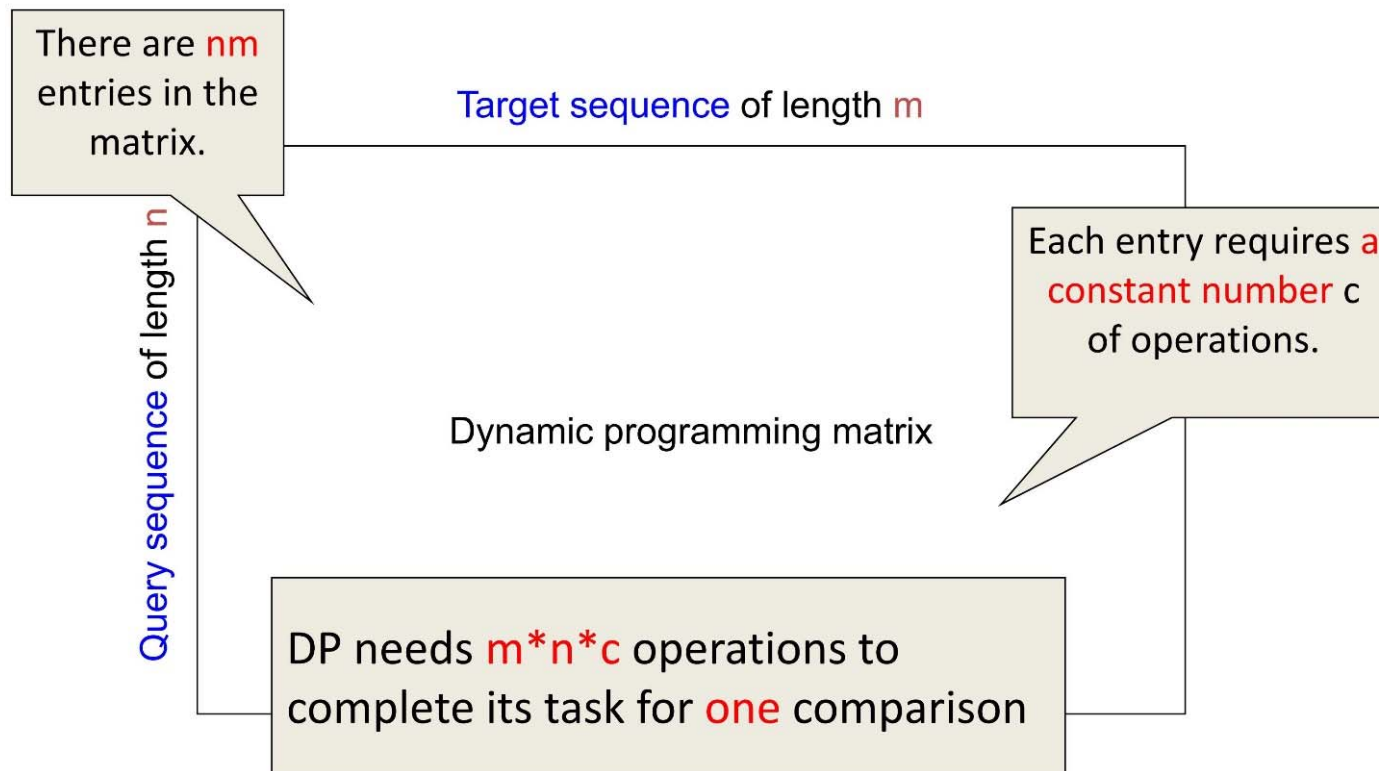 There are nm
entries in the
matrix.
Target sequence of length m
Query sequence of length n
Each entry requires a
constant number c
of operations.
Dynamic programming matrix
DP needs m*n*c operations to
complete its task for one comparison